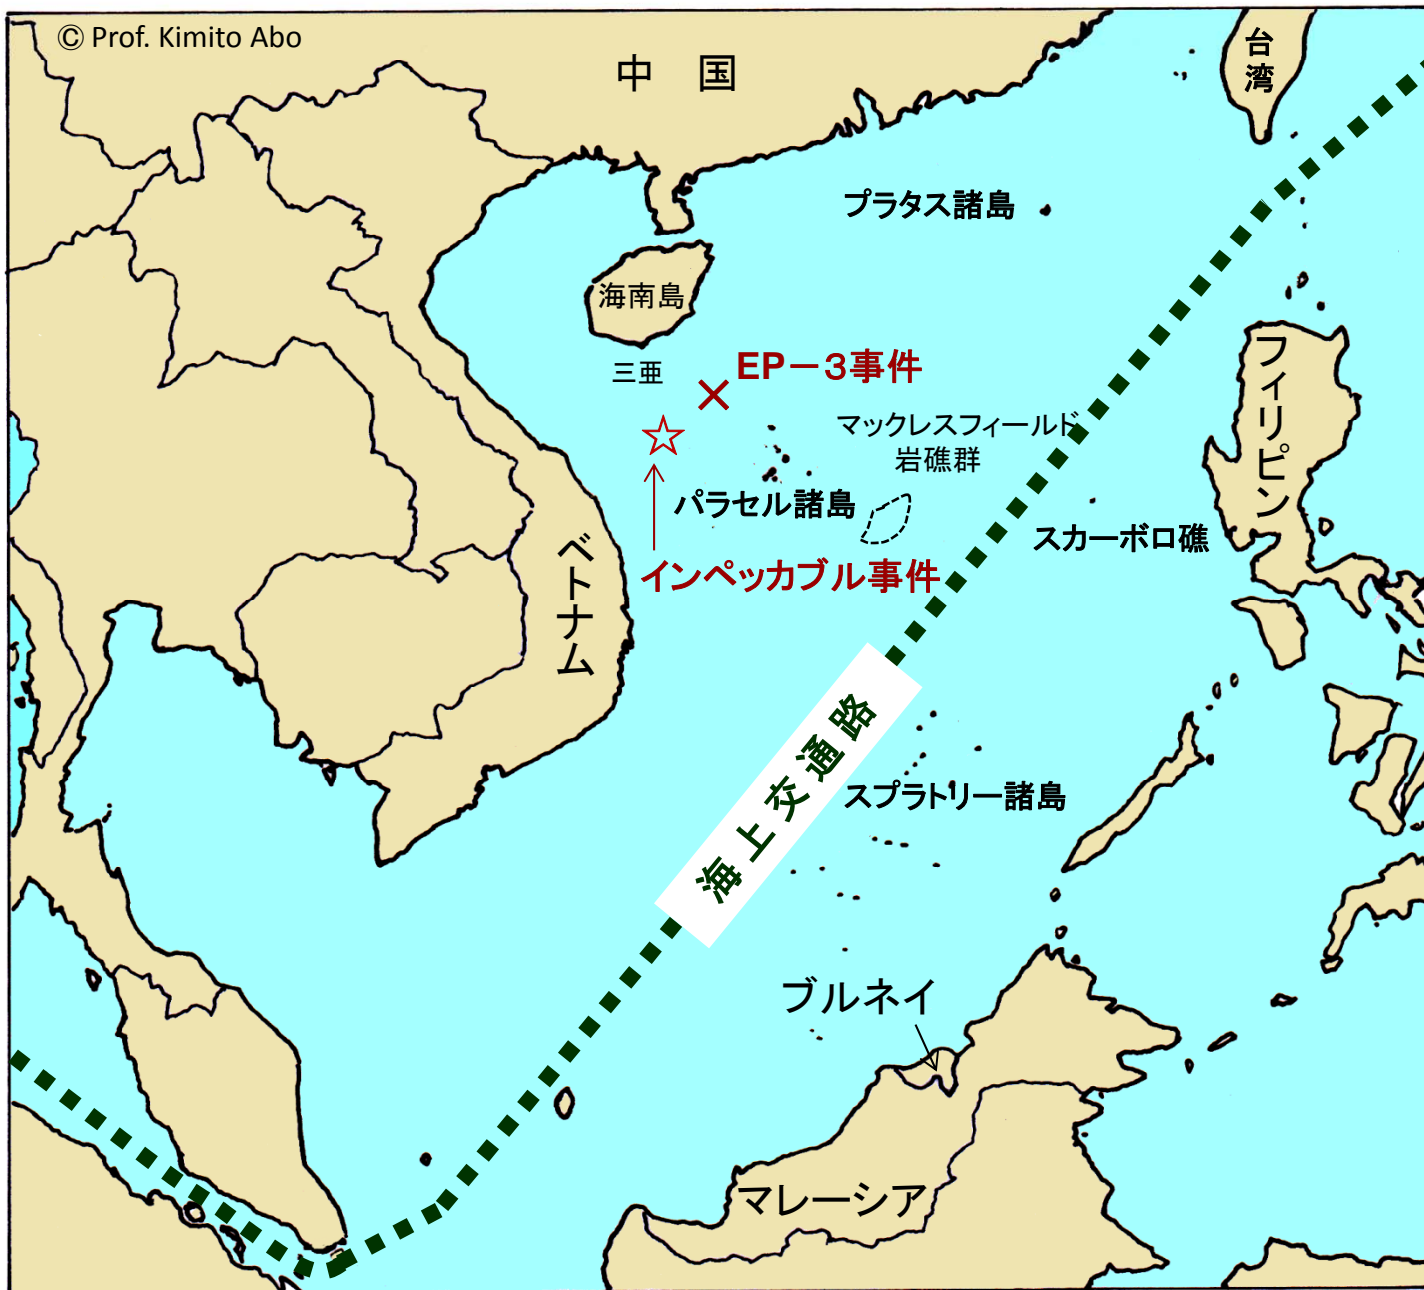 © Prof. Kimito Abo
中 国
台湾
プラタス諸島
海南島
三亜
EP－３事件
マックレスフィールド
岩礁群
パラセル諸島
スカーボロ礁
フィリピン
ベトナム
インペッカブル事件
海上交通路
スプラトリー諸島
ブルネイ
マレーシア